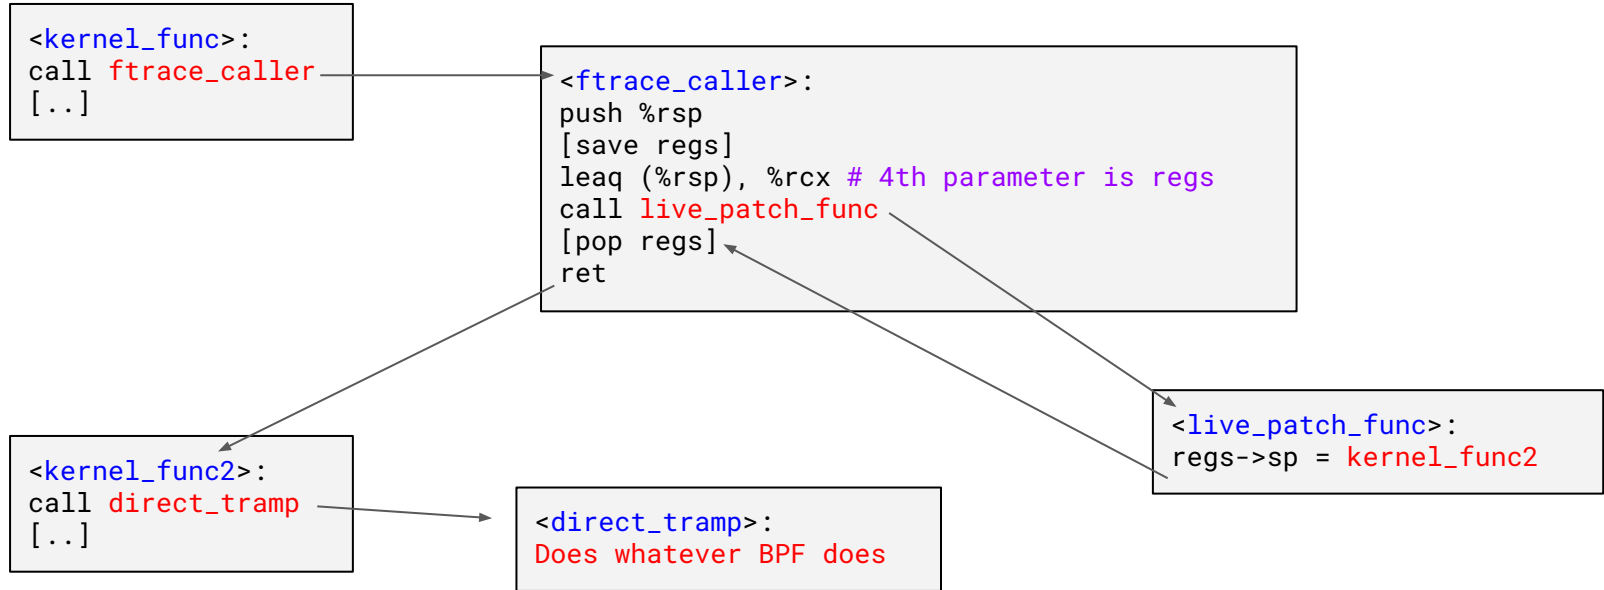 <kernel_func>:
call ftrace_caller
[..]
<ftrace_caller>:
push %rsp
[save regs]
leaq (%rsp), %rcx # 4th parameter is regs
call live_patch_func
[pop regs]
ret
<live_patch_func>:
regs->sp = kernel_func2
<kernel_func2>:
call direct_tramp
[..]
<direct_tramp>:
Does whatever BPF does